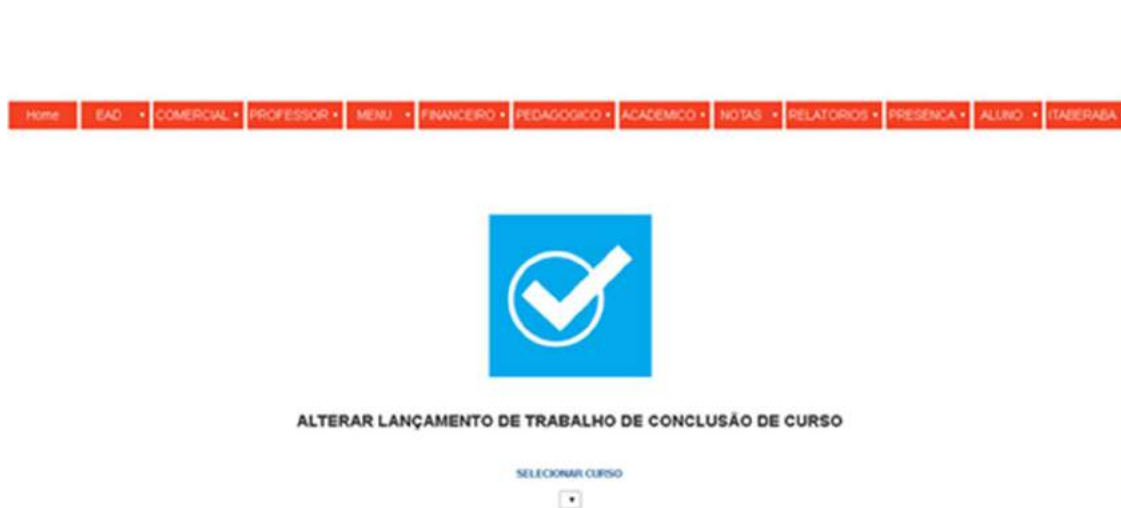 Home EAD COMERCIAL PROFESSOR MENU FINANCEIRO PEDAGOGICO ACADEMICO NOTAS RELATORIOS PRESENCA ALUNO ITABERABA
ALTERAR LANÇAMENTO DE TRABALHO DE CONCLUSÃO DE CURSO
SELECIONAR CURSO